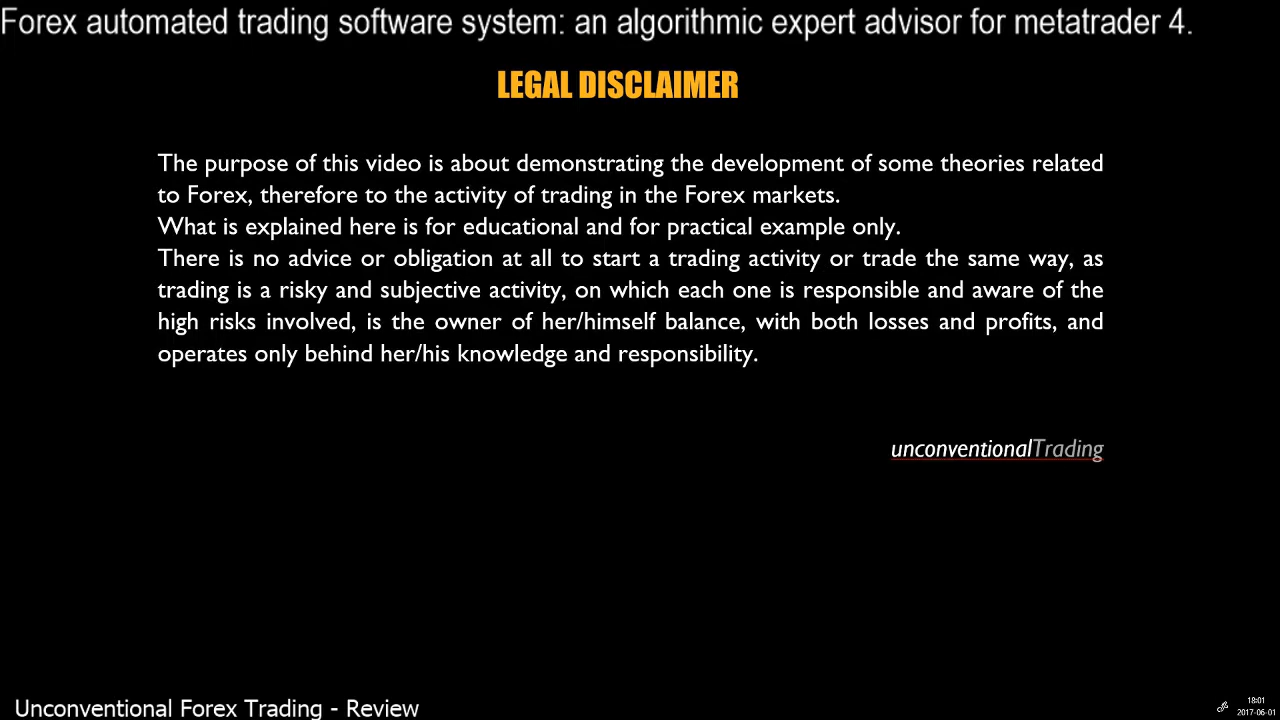 Forex automated trading software system: an algorithmic expert advisor for metatrader 4.
LEGAL DISCLAIMER
The purpose of this video is about demonstrating the development of some theories related
to Forex, therefore to the activity of trading in the Forex markets.
What is explained here is for educational and for practical example only.
There is no advice or obligation at all to start a trading activity or trade the same way, as
trading is a risky and subjective activity, on which each one is responsible and aware of the
high risks involved, is the owner of her/himself balance, with both losses and profits, and
operates only behind her/his knowledge and responsibility.
unconventionalTrading
Unconventional Forex Trading - Review
18:01
2017-06-01